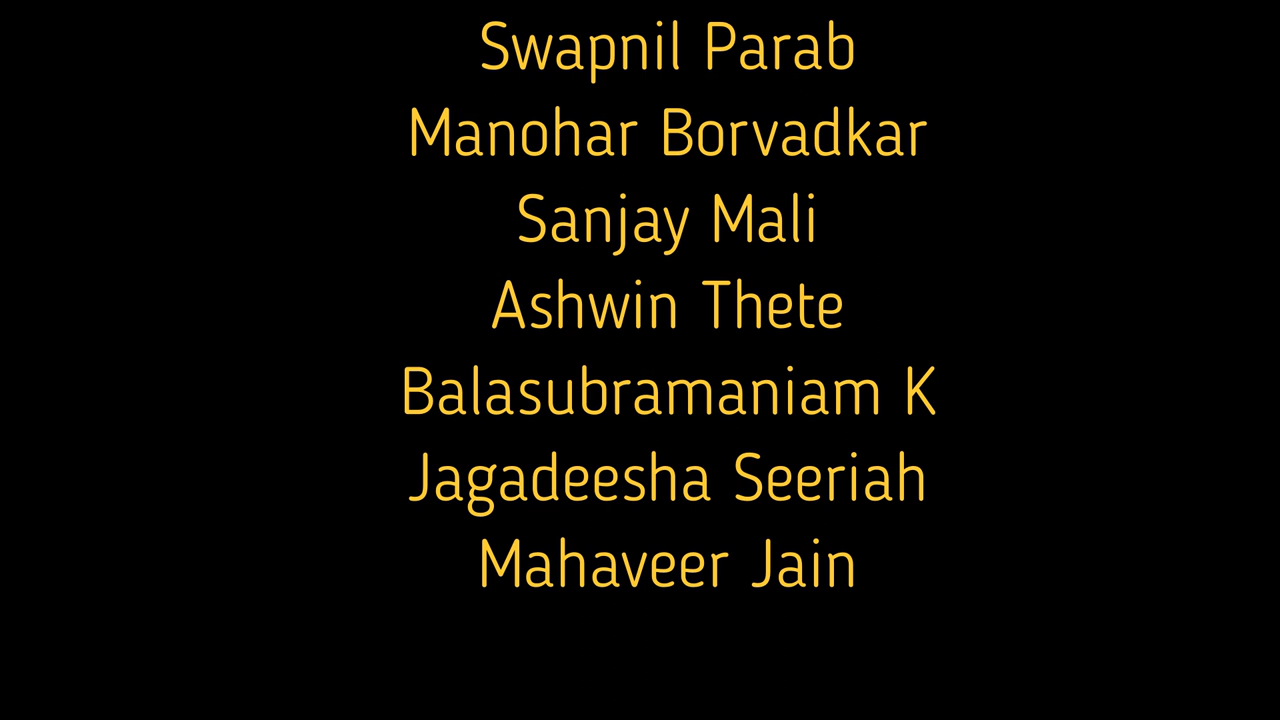 Swapnil Parab
Manohar Borvadkar
Sanjay Mali
Ashwin Thete
Balasubramaniam K
Jagadeesha Seeriah
Mahaveer Jain